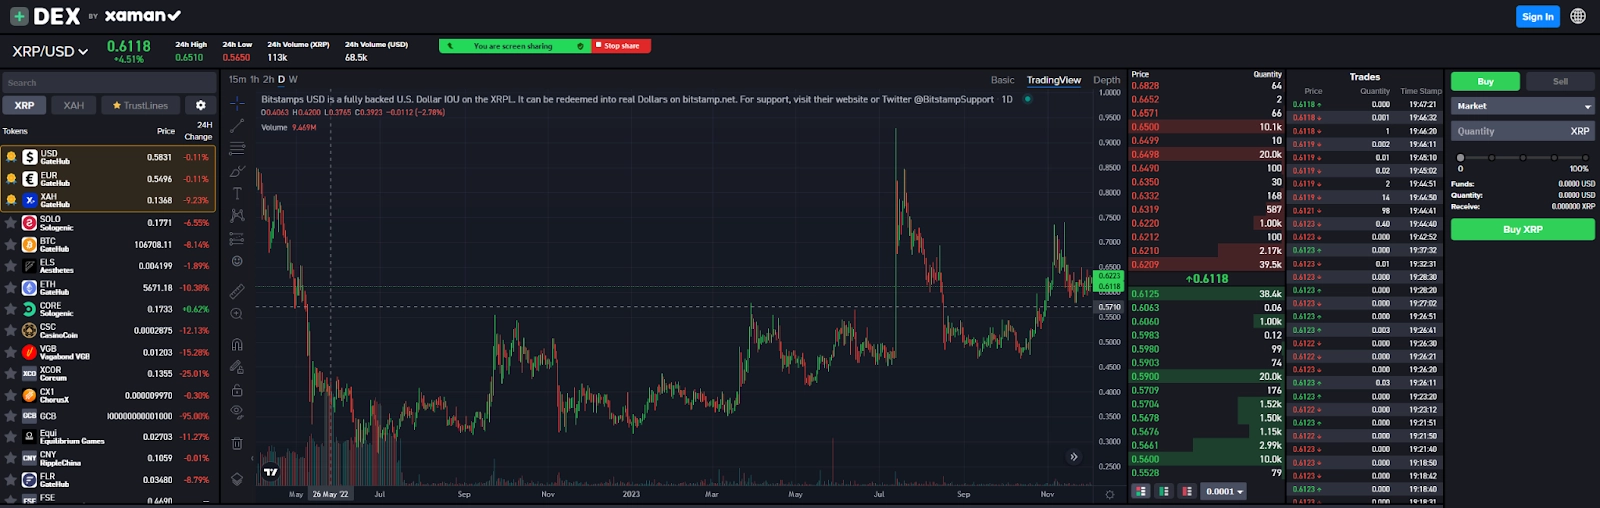 DEX BY xaman
Sign In
XRP/USD 0.6118 +4.51%
24h High 0.6510
24h Low 0.5650
24h Volume (XRP) 113k
24h Volume (USD) 68.5k
You are screen sharing Stop share
Search
XRP XAH TrustLines
Tokens Price 24H Change
USD GateHub 0.5831 -0.11%
EUR GateHub 0.5496 -0.11%
XAH GateHub 0.1368 -9.23%
SOLO Sologenic 0.1771 -6.55%
BTC GateHub 106708.11 -8.14%
ELS Aesthetes 0.004199 -1.89%
ETH GateHub 5671.18 -10.38%
CORE Sologenic 0.1733 +0.62%
CSC CasinoCoin 0.0002875 -12.13%
VGB Vagabond VGB 0.01203 -15.28%
XCOR Coreum 0.1355 -25.01%
CX1 ChorusX 0.000009970 -0.30%
GCB -95.00%
Equi Equilibrium Games 0.02703 -11.27%
CNY RippleChina 0.1059 -0.01%
FLR GateHub 0.03480 -8.79%
FSE 0.4690 --
15m 1h 2h D W
Basic TradingView Depth
Bitstamps USD is a fully backed U.S. Dollar IOU on the XRPL. It can be redeemed into real Dollars on bitstamp.net. For support, visit their website or Twitter @BitstampSupport · 1D
O0.4063 H0.4200 L0.3765 C0.3923 -0.0112 (-2.78%)
Volume 9.469M
1.0000
0.9500
0.9000
0.8500
0.8000
0.7500
0.7000
0.6500
0.6223
0.6118
0.5710
0.5500
0.5000
0.4500
0.4000
0.3500
0.3000
0.2500
May 26 May '22 Jul Sep Nov 2023 Mar May Jul Sep Nov
Price Quantity
0.6828 64
0.6652 2
0.6571 66
0.6500 10.1k
0.6499 10
0.6498 20.0k
0.6490 100
0.6350 30
0.6332 168
0.6319 587
0.6220 1.00k
0.6212 100
0.6210 2.17k
0.6209 39.5k
↑0.6118
0.6125 38.4k
0.6063 0.06
0.6060 1.00k
0.5983 0.12
0.5980 99
0.5903 74
0.5900 20.0k
0.5709 176
0.5704 1.52k
0.5678 1.50k
0.5676 1.15k
0.5661 2.99k
0.5600 10.0k
0.5528 79
0.0001
Trades
Price Quantity Time Stamp
0.6118 ↑ 0.000 19:47:21
0.6118 ↓ 0.001 19:46:32
0.6118 ↓ 1 19:46:20
0.6119 ↓ 0.002 19:46:11
0.6119 ↓ 0.01 19:45:10
0.6119 ↓ 0.02 19:45:02
0.6119 ↓ 2 19:44:51
0.6119 ↓ 14 19:44:50
0.6121 ↓ 98 19:44:41
0.6123 ↓ 0.40 19:44:40
0.6123 ↓ 0.000 19:42:52
0.6123 ↑ 0.000 19:37:32
0.6123 ↓ 0.01 19:32:31
0.6123 ↓ 0.000 19:28:30
0.6123 ↑ 0.000 19:28:20
0.6123 ↑ 0.000 19:27:02
0.6123 ↑ 0.000 19:26:51
0.6123 ↑ 0.003 19:26:41
0.6122 ↓ 0.000 19:26:30
0.6122 ↓ 0.000 19:26:21
0.6123 ↓ 0.000 19:26:20
0.6123 ↑ 0.03 19:26:11
0.6123 ↑ 0.000 19:23:20
0.6122 ↓ 0.000 19:23:12
0.6123 ↑ 0.000 19:21:51
0.6122 ↓ 0.000 19:21:50
0.6122 ↓ 0.000 19:21:40
0.6123 ↑ 0.000 19:18:50
0.6122 ↓ 0.000 19:18:42
0.6123 ↑ 0.000 19:18:40
0.6123 ↓ 0.000 19:18:31
Buy Sell
Market
Quantity XRP
0 100%
Funds: 0.0000 USD
Quantity: 0.0000 USD
Receive: 0.000000 XRP
Buy XRP